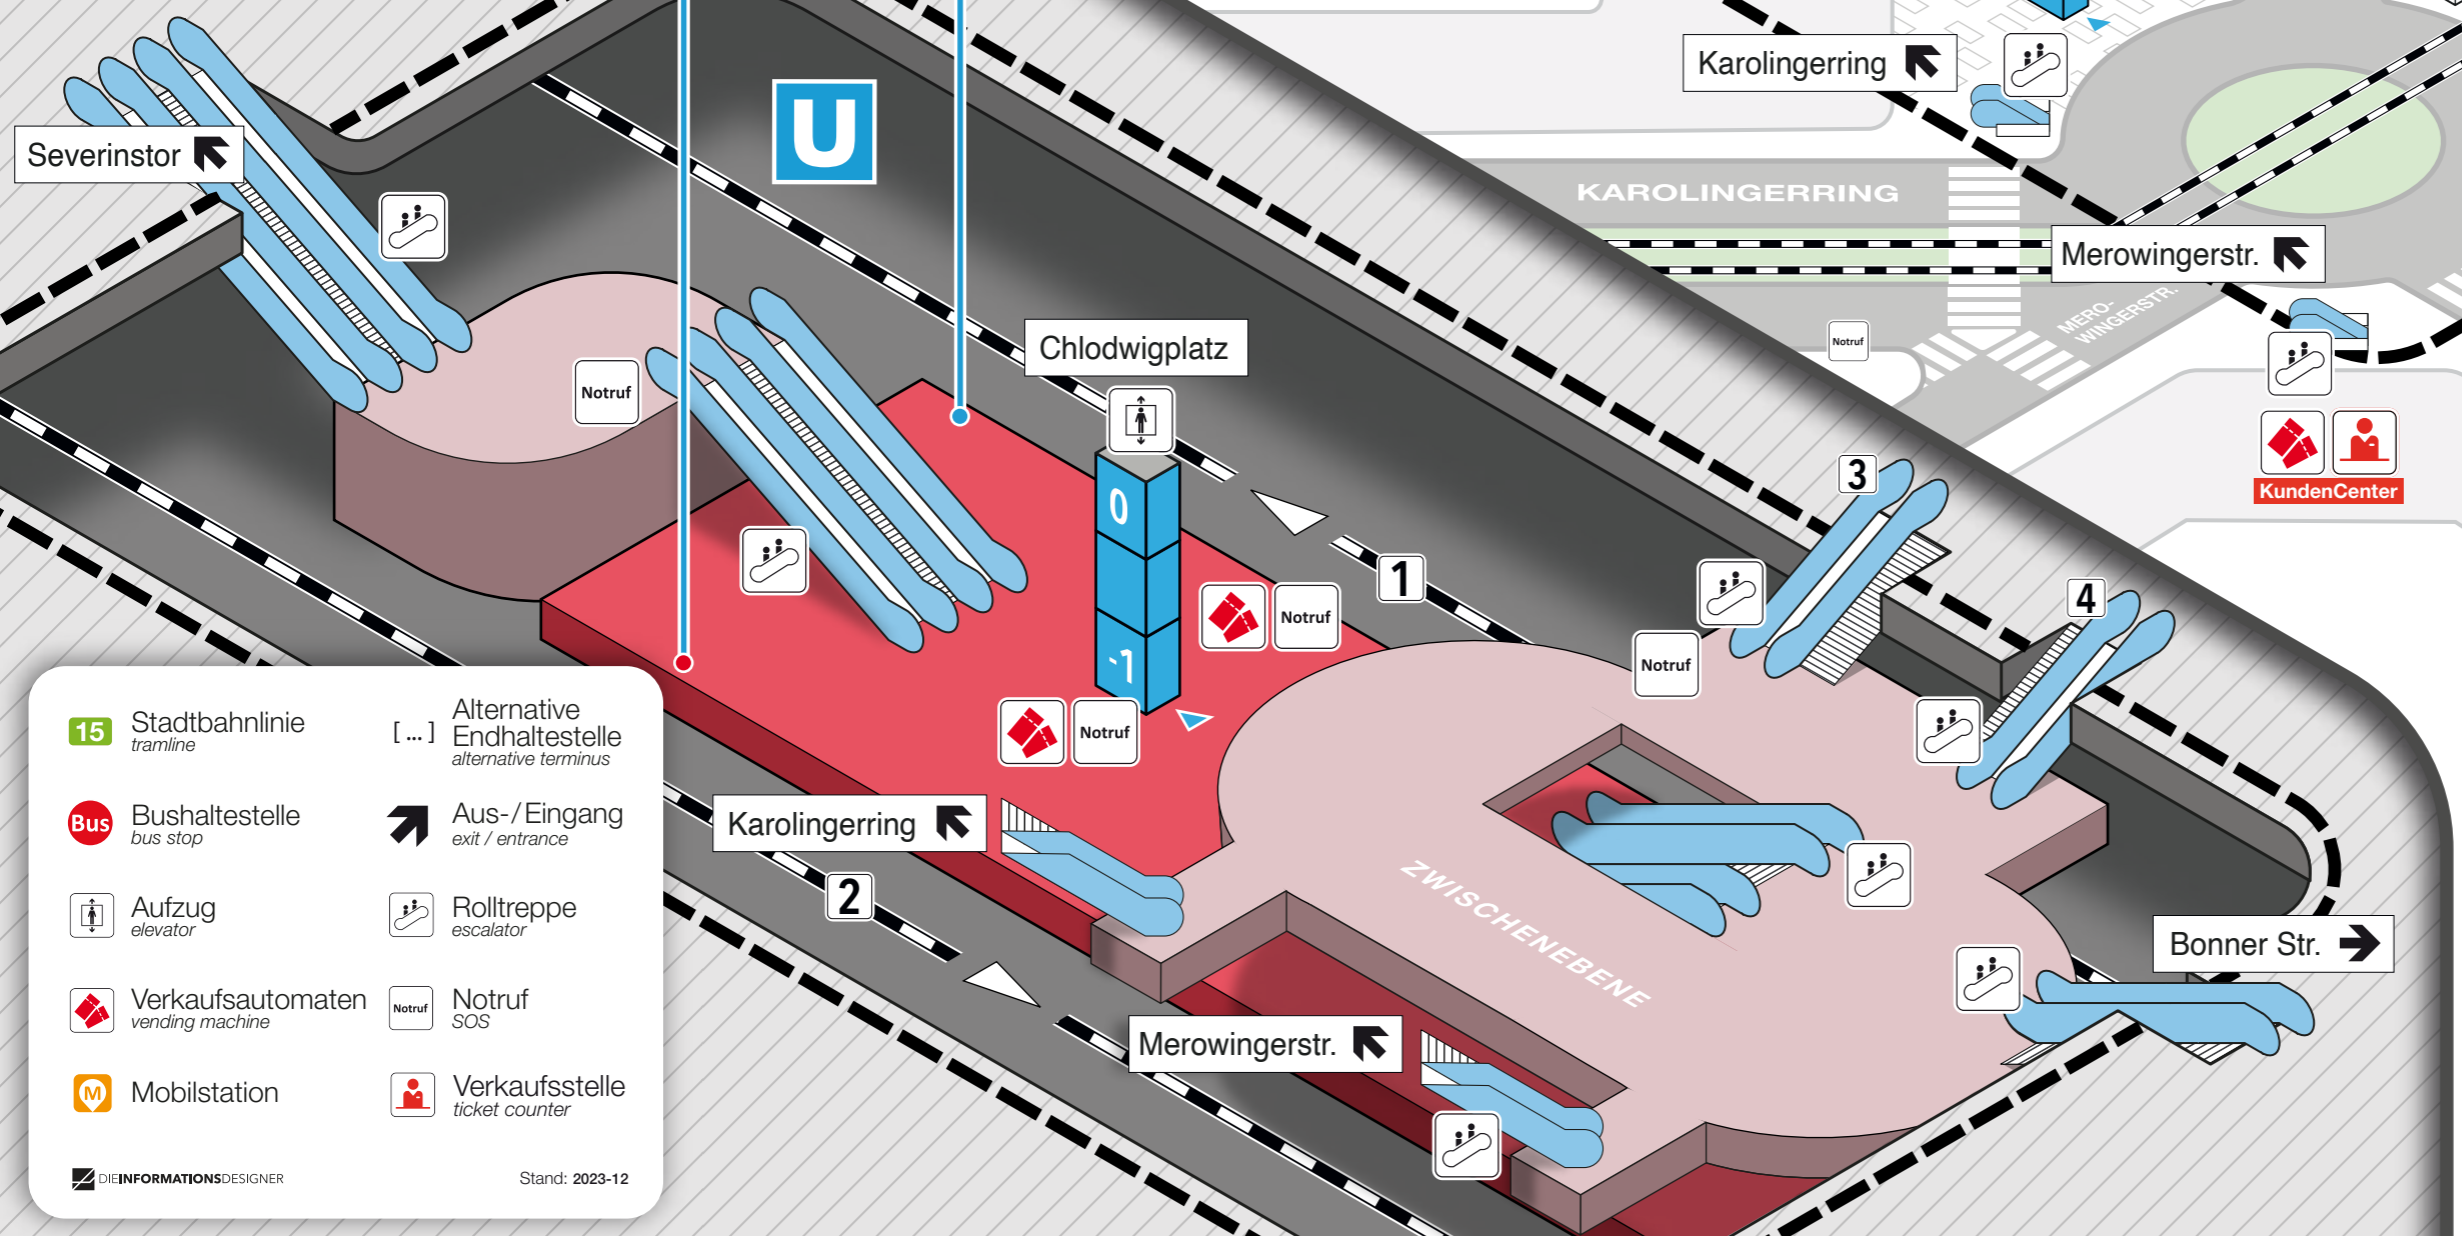 Karolingerring
Severinstor
U
KAROLINGERRING
Merowingerstr.
MERO-
WINGERSTR.
Notruf
Chlodwigplatz
Notruf
KundenCenter
3
0
1
4
Notruf
Notruf
-1
Notruf
Karolingerring
2
ZWISCHENEBENE
Bonner Str.
Merowingerstr.
15 Stadtbahnlinie
tramline
[ ... ] Alternative
Endhaltestelle
alternative terminus
Bus Bushaltestelle
bus stop
Aus-/Eingang
exit / entrance
Aufzug
elevator
Rolltreppe
escalator
Verkaufsautomaten
vending machine
Notruf Notruf
SOS
M Mobilstation
Verkaufsstelle
ticket counter
DIEINFORMATIONSDESIGNER
Stand: 2023-12